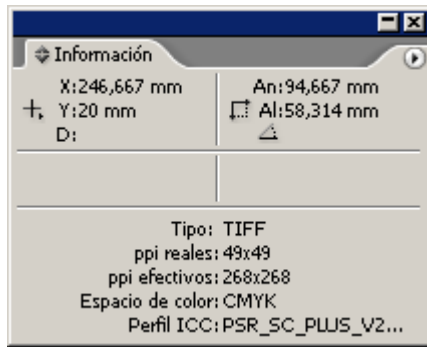 Información
X:246,667 mm
Y:20 mm
D:
An:94,667 mm
Al:58,314 mm
Tipo: TIFF
ppi reales: 49x49
ppi efectivos: 268x268
Espacio de color: CMYK
Perfil ICC: PSR_SC_PLUS_V2...